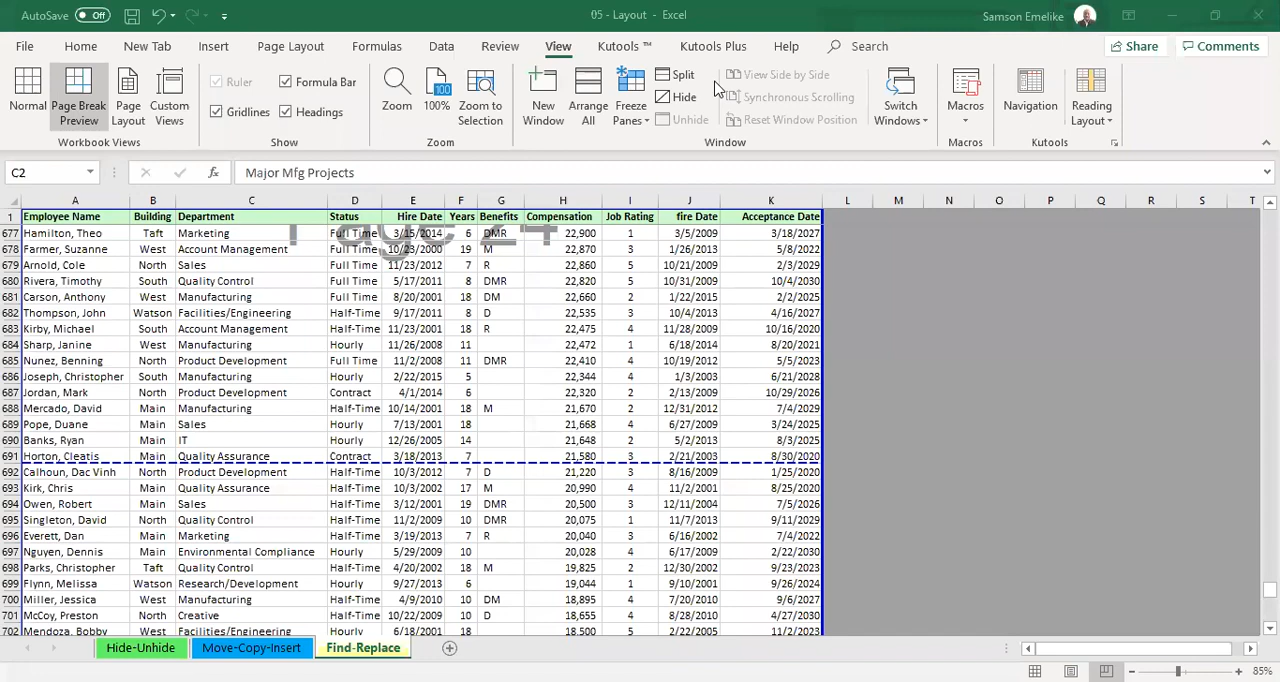 AutoSave Off 05 - Layout - Excel Samson Emelike
File Home New Tab Insert Page Layout Formulas Data Review View Kutools ™ Kutools Plus Help Search Share Comments
Normal Page Break Preview Page Layout Custom Views
Ruler Formula Bar
Gridlines Headings
Zoom 100% Zoom to Selection
New Window Arrange All Freeze Panes
Split View Side by Side
Hide Synchronous Scrolling
Unhide Reset Window Position
Switch Windows Macros Navigation Reading Layout
Workbook Views Show Zoom Window Macros Kutools
C2 fx Major Mfg Projects
A B C D E F G H I J K L M N O P Q R S T
1 Employee Name Building Department Status Hire Date Years Benefits Compensation Job Rating fire Date Acceptance Date
Page 24
677 Hamilton, Theo Taft Marketing Full Time 3/15/2014 6 DMR 22,900 1 3/5/2009 3/18/2027
678 Farmer, Suzanne West Account Management Full Time 10/23/2000 19 M 22,870 3 1/26/2013 5/8/2022
679 Arnold, Cole North Sales Full Time 11/23/2012 7 R 22,860 5 10/21/2009 2/3/2029
680 Rivera, Timothy South Quality Control Full Time 5/17/2011 8 DMR 22,820 5 10/31/2009 10/4/2030
681 Carson, Anthony West Manufacturing Full Time 8/20/2001 18 DM 22,660 2 1/22/2015 2/2/2025
682 Thompson, John Watson Facilities/Engineering Half-Time 9/17/2011 8 D 22,535 3 10/4/2013 4/16/2027
683 Kirby, Michael South Account Management Half-Time 11/23/2001 18 R 22,475 4 11/28/2009 10/16/2020
684 Sharp, Janine West Manufacturing Hourly 11/26/2008 11 22,472 1 6/18/2014 8/20/2021
685 Nunez, Benning North Product Development Full Time 11/2/2008 11 DMR 22,410 4 10/19/2012 5/5/2023
686 Joseph, Christopher South Manufacturing Hourly 2/22/2015 5 22,344 4 1/3/2003 6/21/2028
687 Jordan, Mark North Product Development Contract 4/1/2014 6 22,320 2 2/13/2009 10/29/2026
688 Mercado, David Main Manufacturing Half-Time 10/14/2001 18 M 21,670 2 12/31/2012 7/4/2029
689 Pope, Duane Main Sales Hourly 7/13/2001 18 21,668 4 6/27/2009 3/24/2025
690 Banks, Ryan Main IT Hourly 12/26/2005 14 21,648 2 5/2/2013 8/3/2025
691 Horton, Cleatis Main Quality Assurance Contract 3/18/2013 7 21,580 3 2/21/2003 8/30/2020
692 Calhoun, Dac Vinh North Product Development Half-Time 10/3/2012 7 D 21,220 3 8/16/2009 1/25/2020
693 Kirk, Chris Main Quality Assurance Half-Time 10/3/2002 17 M 20,990 4 11/2/2001 8/25/2020
694 Owen, Robert Main Sales Half-Time 3/12/2001 19 DMR 20,500 3 12/11/2004 7/5/2026
695 Singleton, David North Quality Control Half-Time 11/2/2009 10 DMR 20,075 1 11/7/2013 9/11/2029
696 Everett, Dan Main Marketing Half-Time 3/19/2013 7 R 20,040 3 6/16/2002 7/4/2022
697 Nguyen, Dennis Main Environmental Compliance Hourly 5/29/2009 10 20,028 4 6/17/2009 2/22/2030
698 Parks, Christopher Taft Quality Control Half-Time 4/20/2002 18 M 19,825 2 12/30/2002 9/23/2023
699 Flynn, Melissa Watson Research/Development Hourly 9/27/2013 6 19,044 1 9/10/2001 9/26/2024
700 Miller, Jessica West Manufacturing Half-Time 4/9/2010 10 DM 18,895 4 7/20/2010 9/6/2027
701 McCoy, Preston North Creative Half-Time 10/22/2009 10 D 18,655 4 8/28/2010 4/27/2030
702 Mendoza, Bobby West Facilities/Engineering Hourly 6/18/2001 18 18,500 5 2/22/2005 11/2/2023
Hide-Unhide Move-Copy-Insert Find-Replace
85%